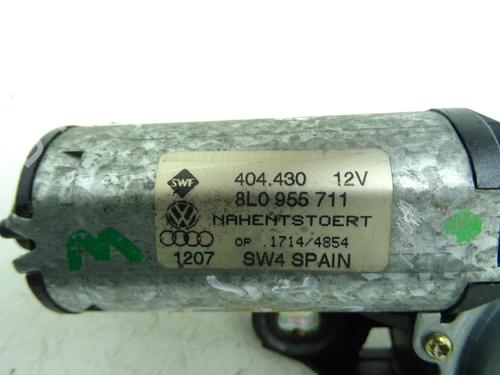 SWF 404.430 12V
8L0 955 711
NAHENTSTOERT
OP .1714/4854
1207 SW4 SPAIN